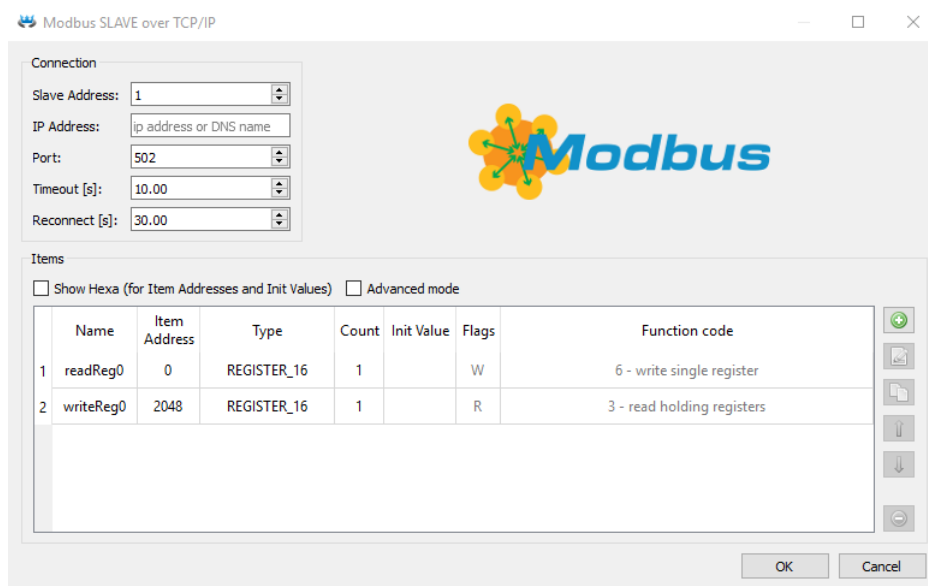 Modbus SLAVE over TCP/IP
Connection
Slave Address: 1
IP Address: ip address or DNS name
Port: 502
Timeout [s]: 10.00
Reconnect [s]: 30.00
Modbus
Items
Show Hexa (for Item Addresses and Init Values) Advanced mode
Name Item Address Type Count Init Value Flags Function code
1 readReg0 0 REGISTER_16 1 W 6 - write single register
2 writeReg0 2048 REGISTER_16 1 R 3 - read holding registers
OK Cancel